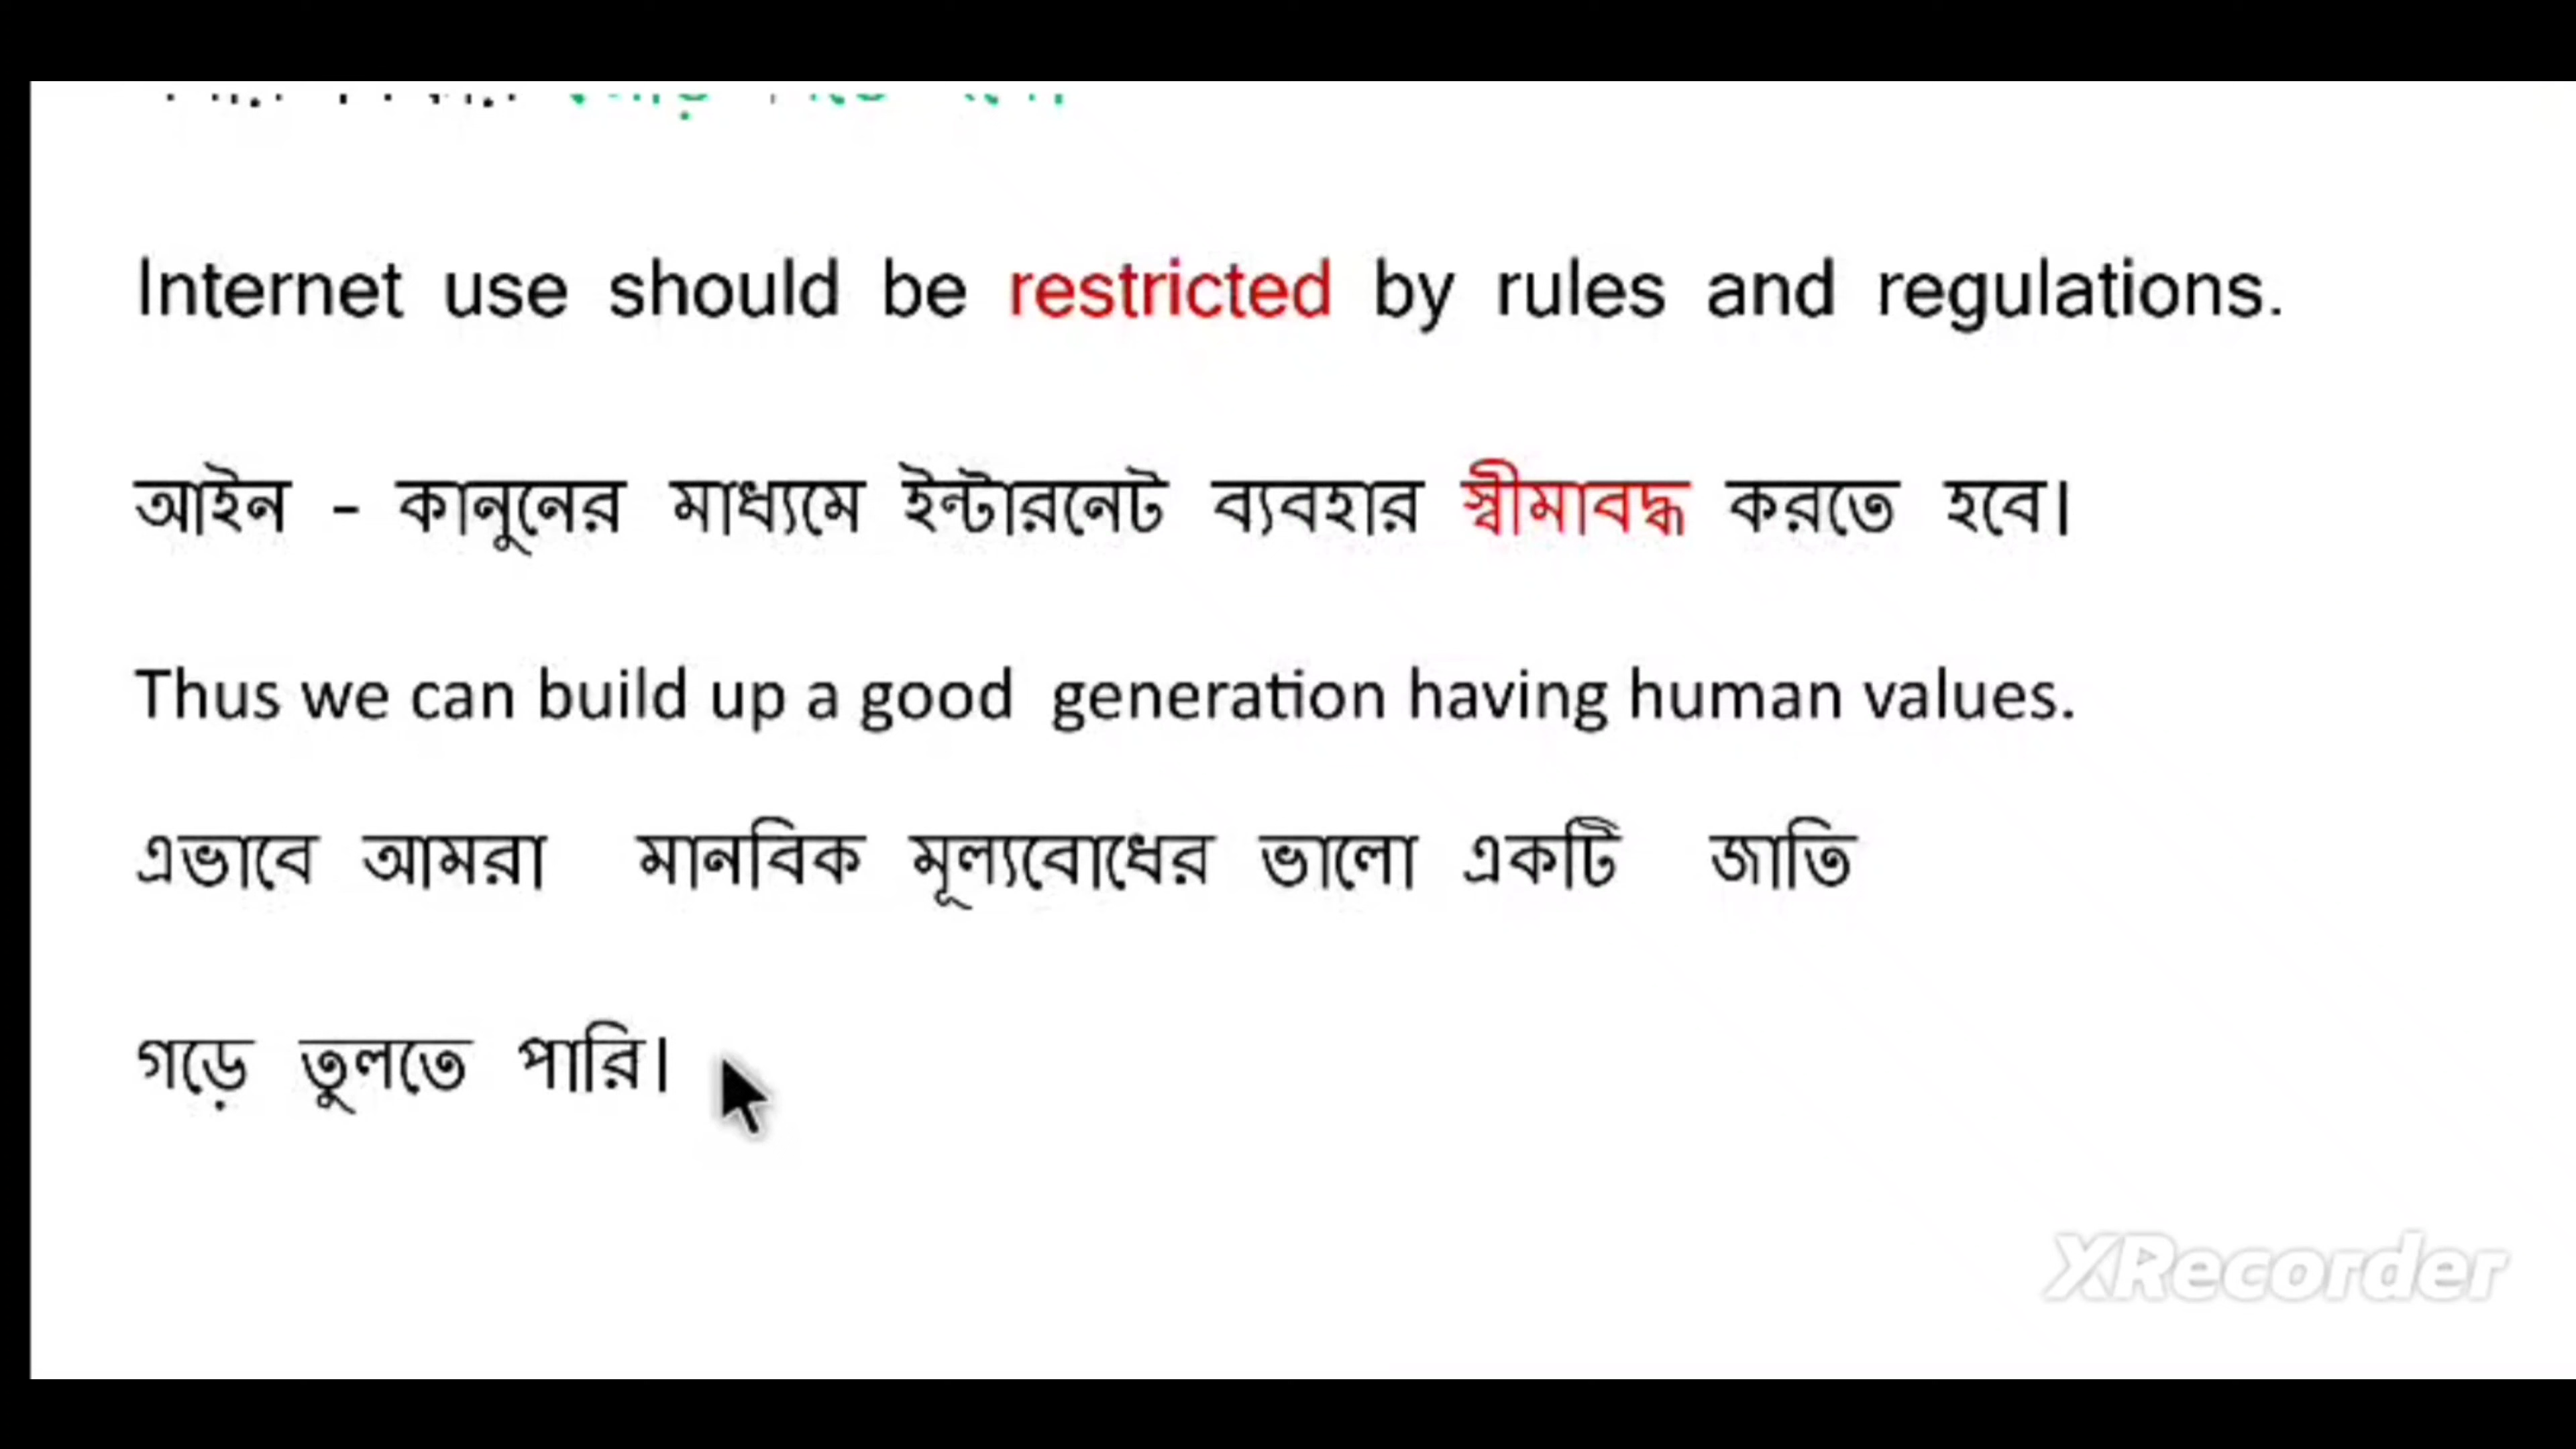 Internet use should be restricted by rules and regulations.
আইন - কানুনের মাধ্যমে ইন্টারনেট ব্যবহার স্বীমাবদ্ধ করতে হবে।
Thus we can build up a good generation having human values.
এভাবে আমরা মানবিক মূল্যবোধের ভালো একটি জাতি
গড়ে তুলতে পারি।
XRecorder